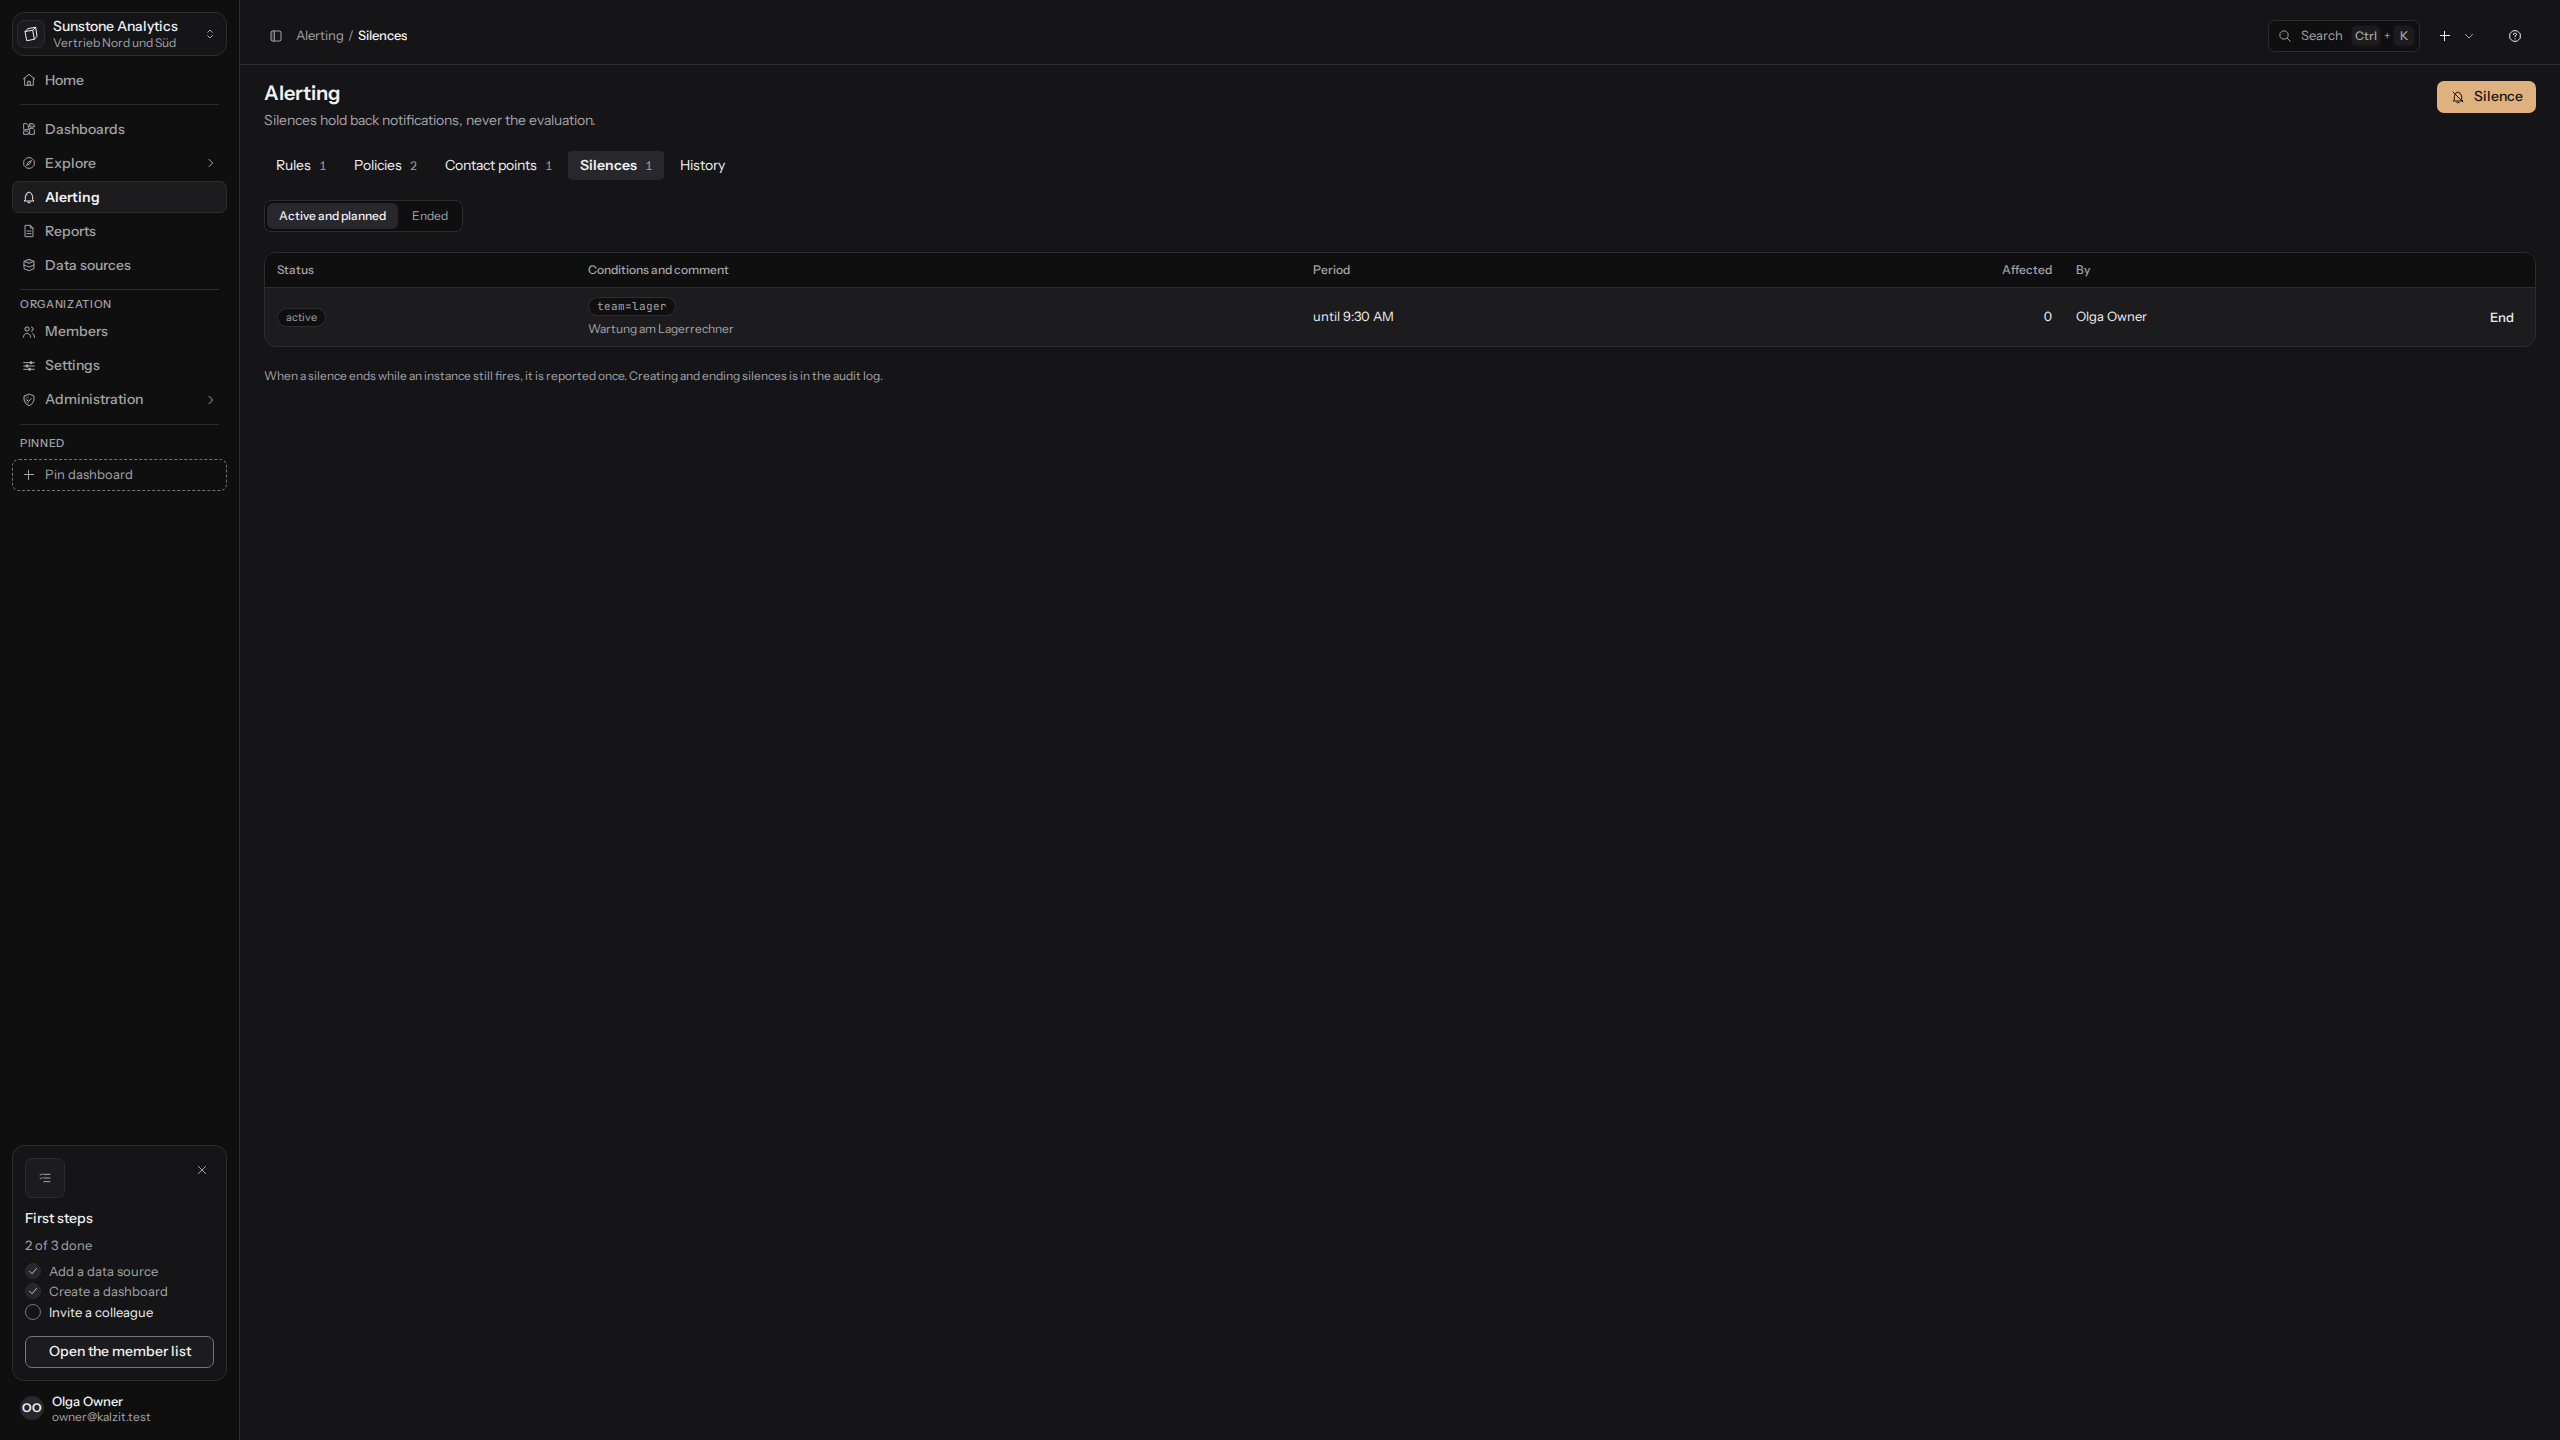 Sunstone Analytics
Vertrieb Nord und Süd
Home
Dashboards
Explore
Alerting
Reports
Data sources
ORGANIZATION
Members
Settings
Administration
PINNED
Pin dashboard
First steps
2 of 3 done
Add a data source
Create a dashboard
Invite a colleague
Open the member list
OO
Olga Owner
owner@kalzit.test
Alerting / Silences
Search Ctrl + K
Alerting
Silences hold back notifications, never the evaluation.
Silence
Rules 1 Policies 2 Contact points 1 Silences 1 History
Active and planned Ended
Status Conditions and comment Period Affected By
active team=lager until 9:30 AM 0 Olga Owner End
Wartung am Lagerrechner
When a silence ends while an instance still fires, it is reported once. Creating and ending silences is in the audit log.